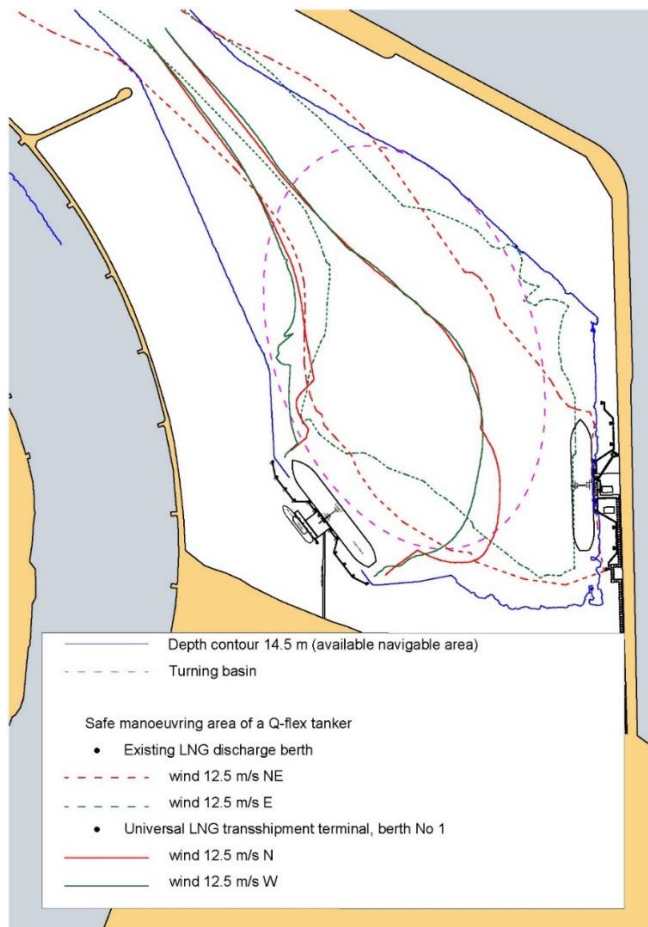 Depth contour 14.5 m (available navigable area)
Turning basin
Safe manoeuvring area of a Q-flex tanker
• Existing LNG discharge berth
wind 12.5 m/s NE
wind 12.5 m/s E
• Universal LNG transshipment terminal, berth No 1
wind 12.5 m/s N
wind 12.5 m/s W